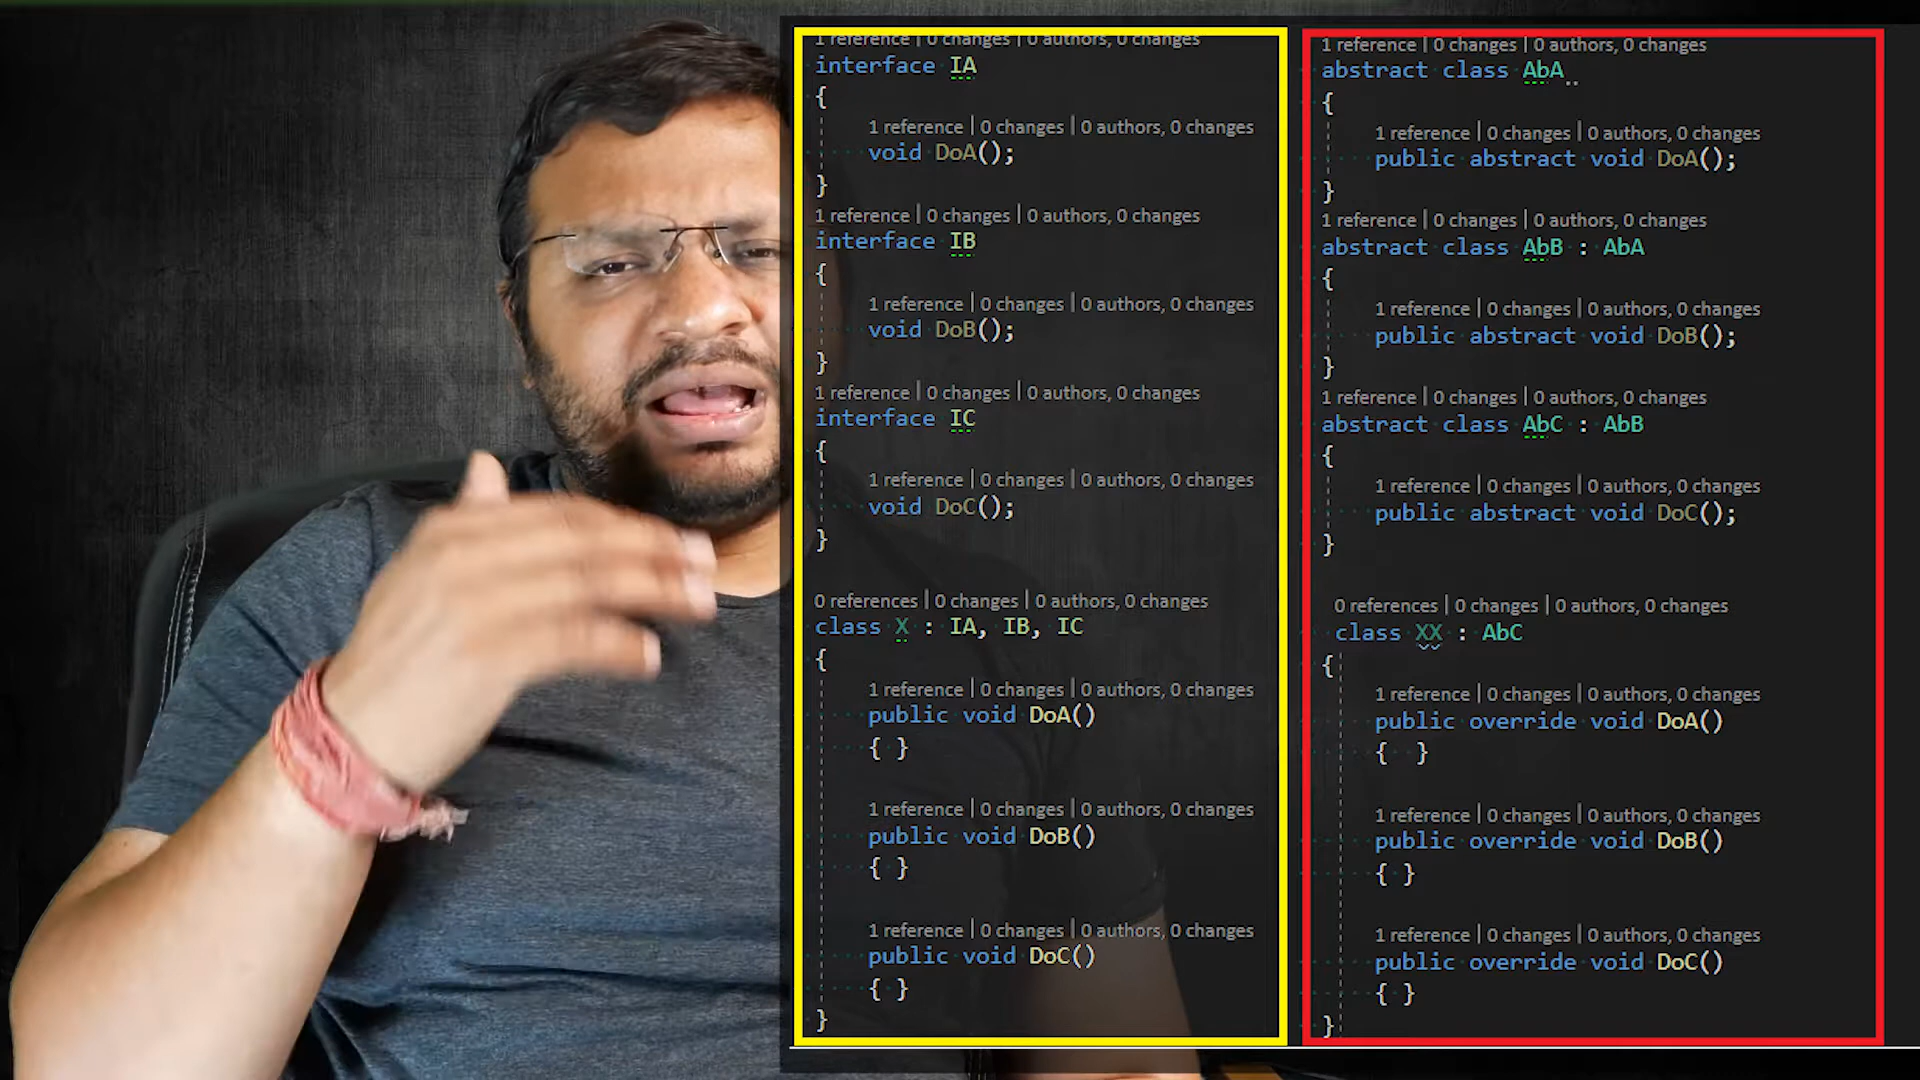 1 reference | 0 changes | 0 authors, 0 changes
interface IA
{
1 reference | 0 changes | 0 authors, 0 changes
void DoA();
}
1 reference | 0 changes | 0 authors, 0 changes
interface IB
{
1 reference | 0 changes | 0 authors, 0 changes
void DoB();
}
1 reference | 0 changes | 0 authors, 0 changes
interface IC
{
1 reference | 0 changes | 0 authors, 0 changes
void DoC();
}
0 references | 0 changes | 0 authors, 0 changes
class X : IA, IB, IC
{
1 reference | 0 changes | 0 authors, 0 changes
public void DoA()
{ }
1 reference | 0 changes | 0 authors, 0 changes
public void DoB()
{ }
1 reference | 0 changes | 0 authors, 0 changes
public void DoC()
{ }
}
1 reference | 0 changes | 0 authors, 0 changes
abstract class AbA
{
1 reference | 0 changes | 0 authors, 0 changes
public abstract void DoA();
}
1 reference | 0 changes | 0 authors, 0 changes
abstract class AbB : AbA
{
1 reference | 0 changes | 0 authors, 0 changes
public abstract void DoB();
}
1 reference | 0 changes | 0 authors, 0 changes
abstract class AbC : AbB
{
1 reference | 0 changes | 0 authors, 0 changes
public abstract void DoC();
}
0 references | 0 changes | 0 authors, 0 changes
class XX : AbC
{
1 reference | 0 changes | 0 authors, 0 changes
public override void DoA()
{ }
1 reference | 0 changes | 0 authors, 0 changes
public override void DoB()
{ }
1 reference | 0 changes | 0 authors, 0 changes
public override void DoC()
{ }
}